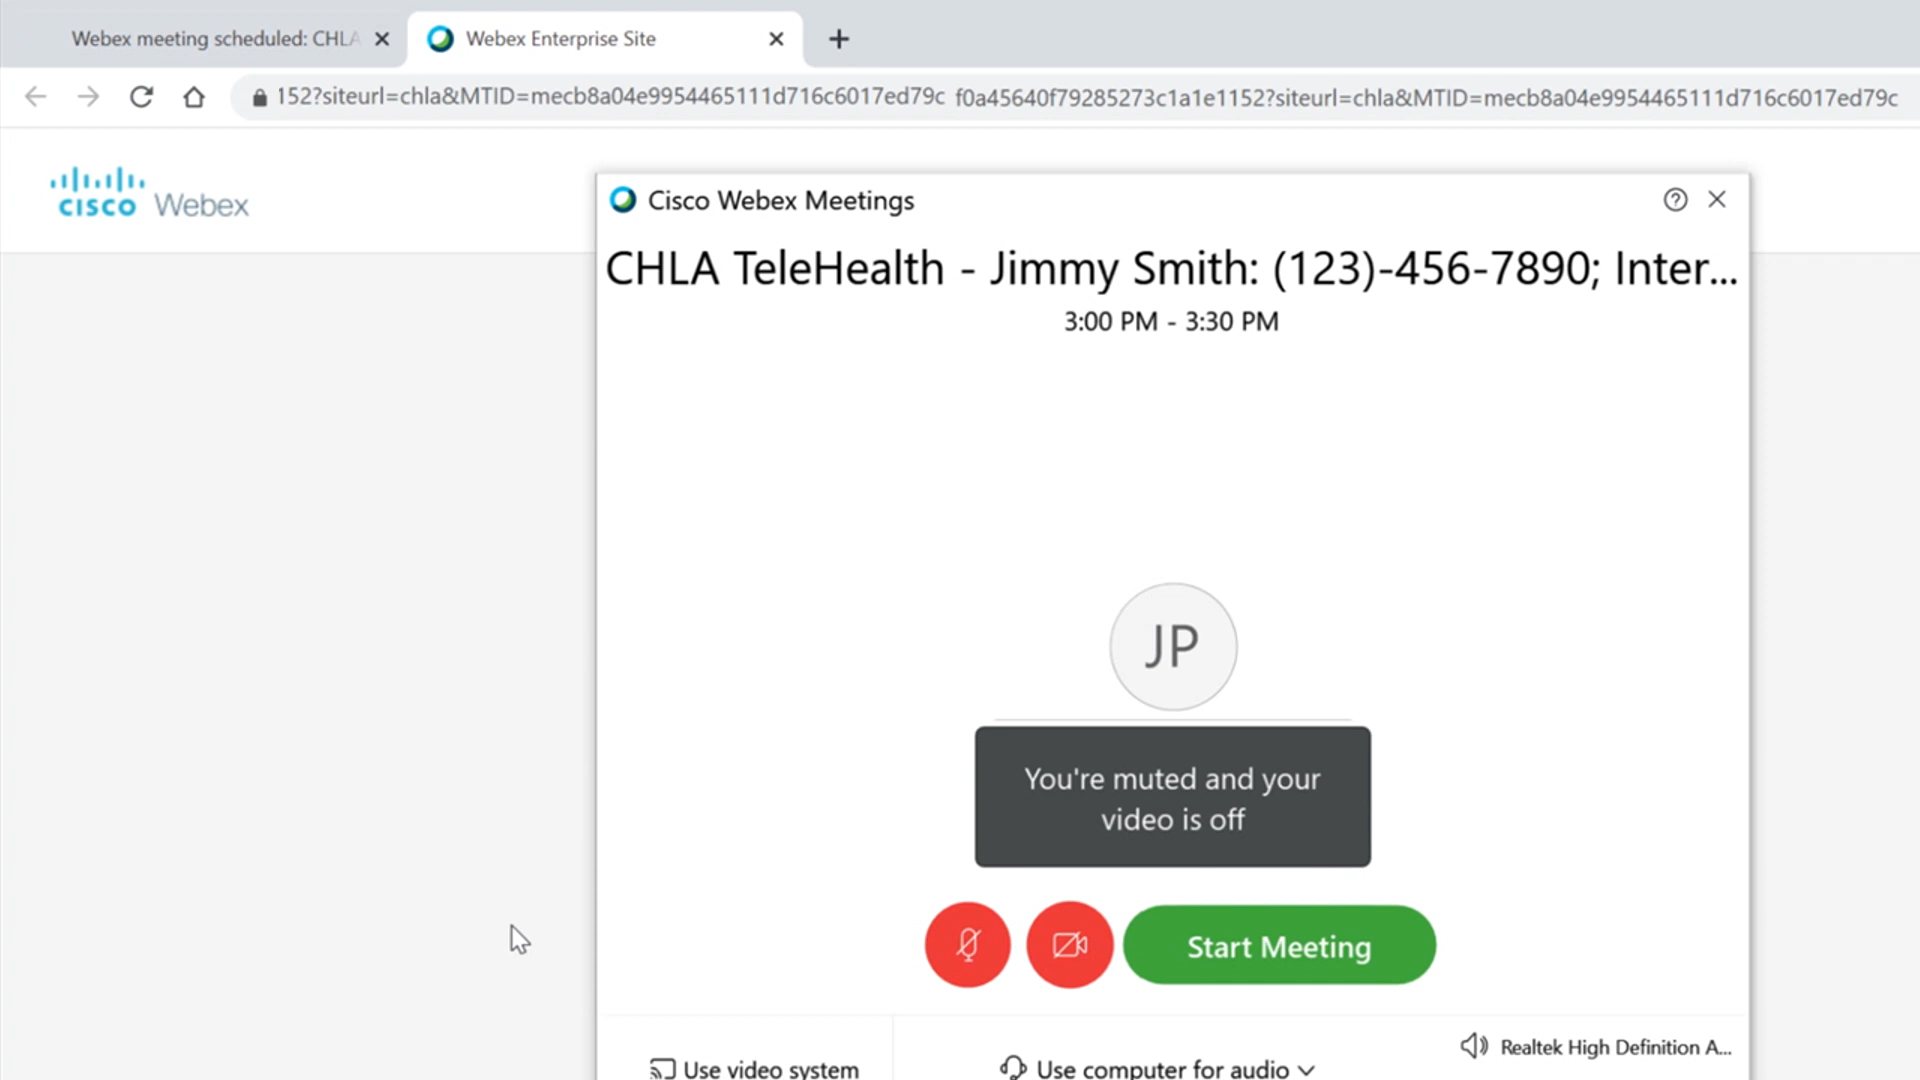 Webex meeting scheduled: CHLA
Webex Enterprise Site
152?siteurl=chla&MTID=mecb8a04e9954465111d716c6017ed79c f0a45640f79285273c1a1e1152?siteurl=chla&MTID=mecb8a04e9954465111d716c6017ed79c
CISCO Webex
Cisco Webex Meetings
CHLA TeleHealth - Jimmy Smith: (123)-456-7890; Inter...
3:00 PM - 3:30 PM
JP
You're muted and your
video is off
Start Meeting
Realtek High Definition A...
Use video system
Use computer for audio